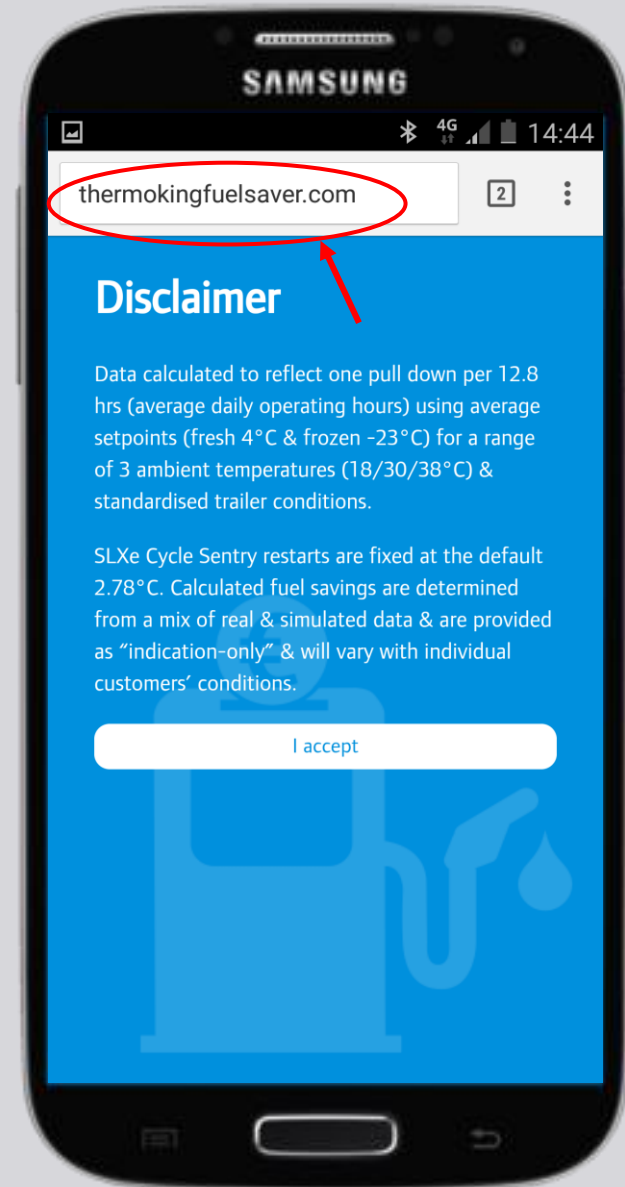 SAMSUNG
4G 14:44
thermokingfuelsaver.com 2
Disclaimer
Data calculated to reflect one pull down per 12.8
hrs (average daily operating hours) using average
setpoints (fresh 4°C & frozen -23°C) for a range
of 3 ambient temperatures (18/30/38°C) &
standardised trailer conditions.
SLXe Cycle Sentry restarts are fixed at the default
2.78°C. Calculated fuel savings are determined
from a mix of real & simulated data & are provided
as “indication-only” & will vary with individual
customers’ conditions.
I accept